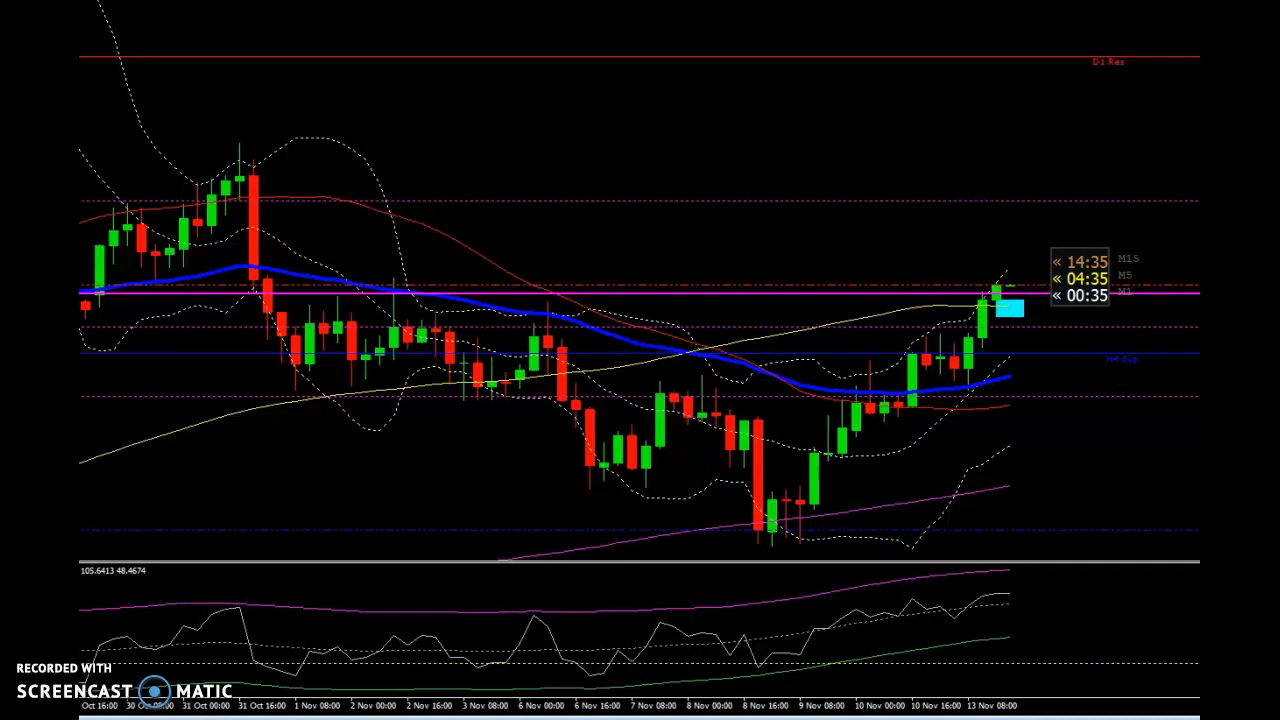 D1 Res
« 14:35 M15
« 04:35 M5
« 00:35 M1
H4 Sup
105.6413 48.4674
RECORDED WITH
SCREENCAST MATIC
Oct 16:00 30 Oct 08:00 31 Oct 00:00 31 Oct 16:00 1 Nov 08:00 2 Nov 00:00 2 Nov 16:00 3 Nov 08:00 6 Nov 00:00 6 Nov 16:00 7 Nov 08:00 8 Nov 00:00 8 Nov 16:00 9 Nov 08:00 10 Nov 00:00 10 Nov 16:00 13 Nov 08:00